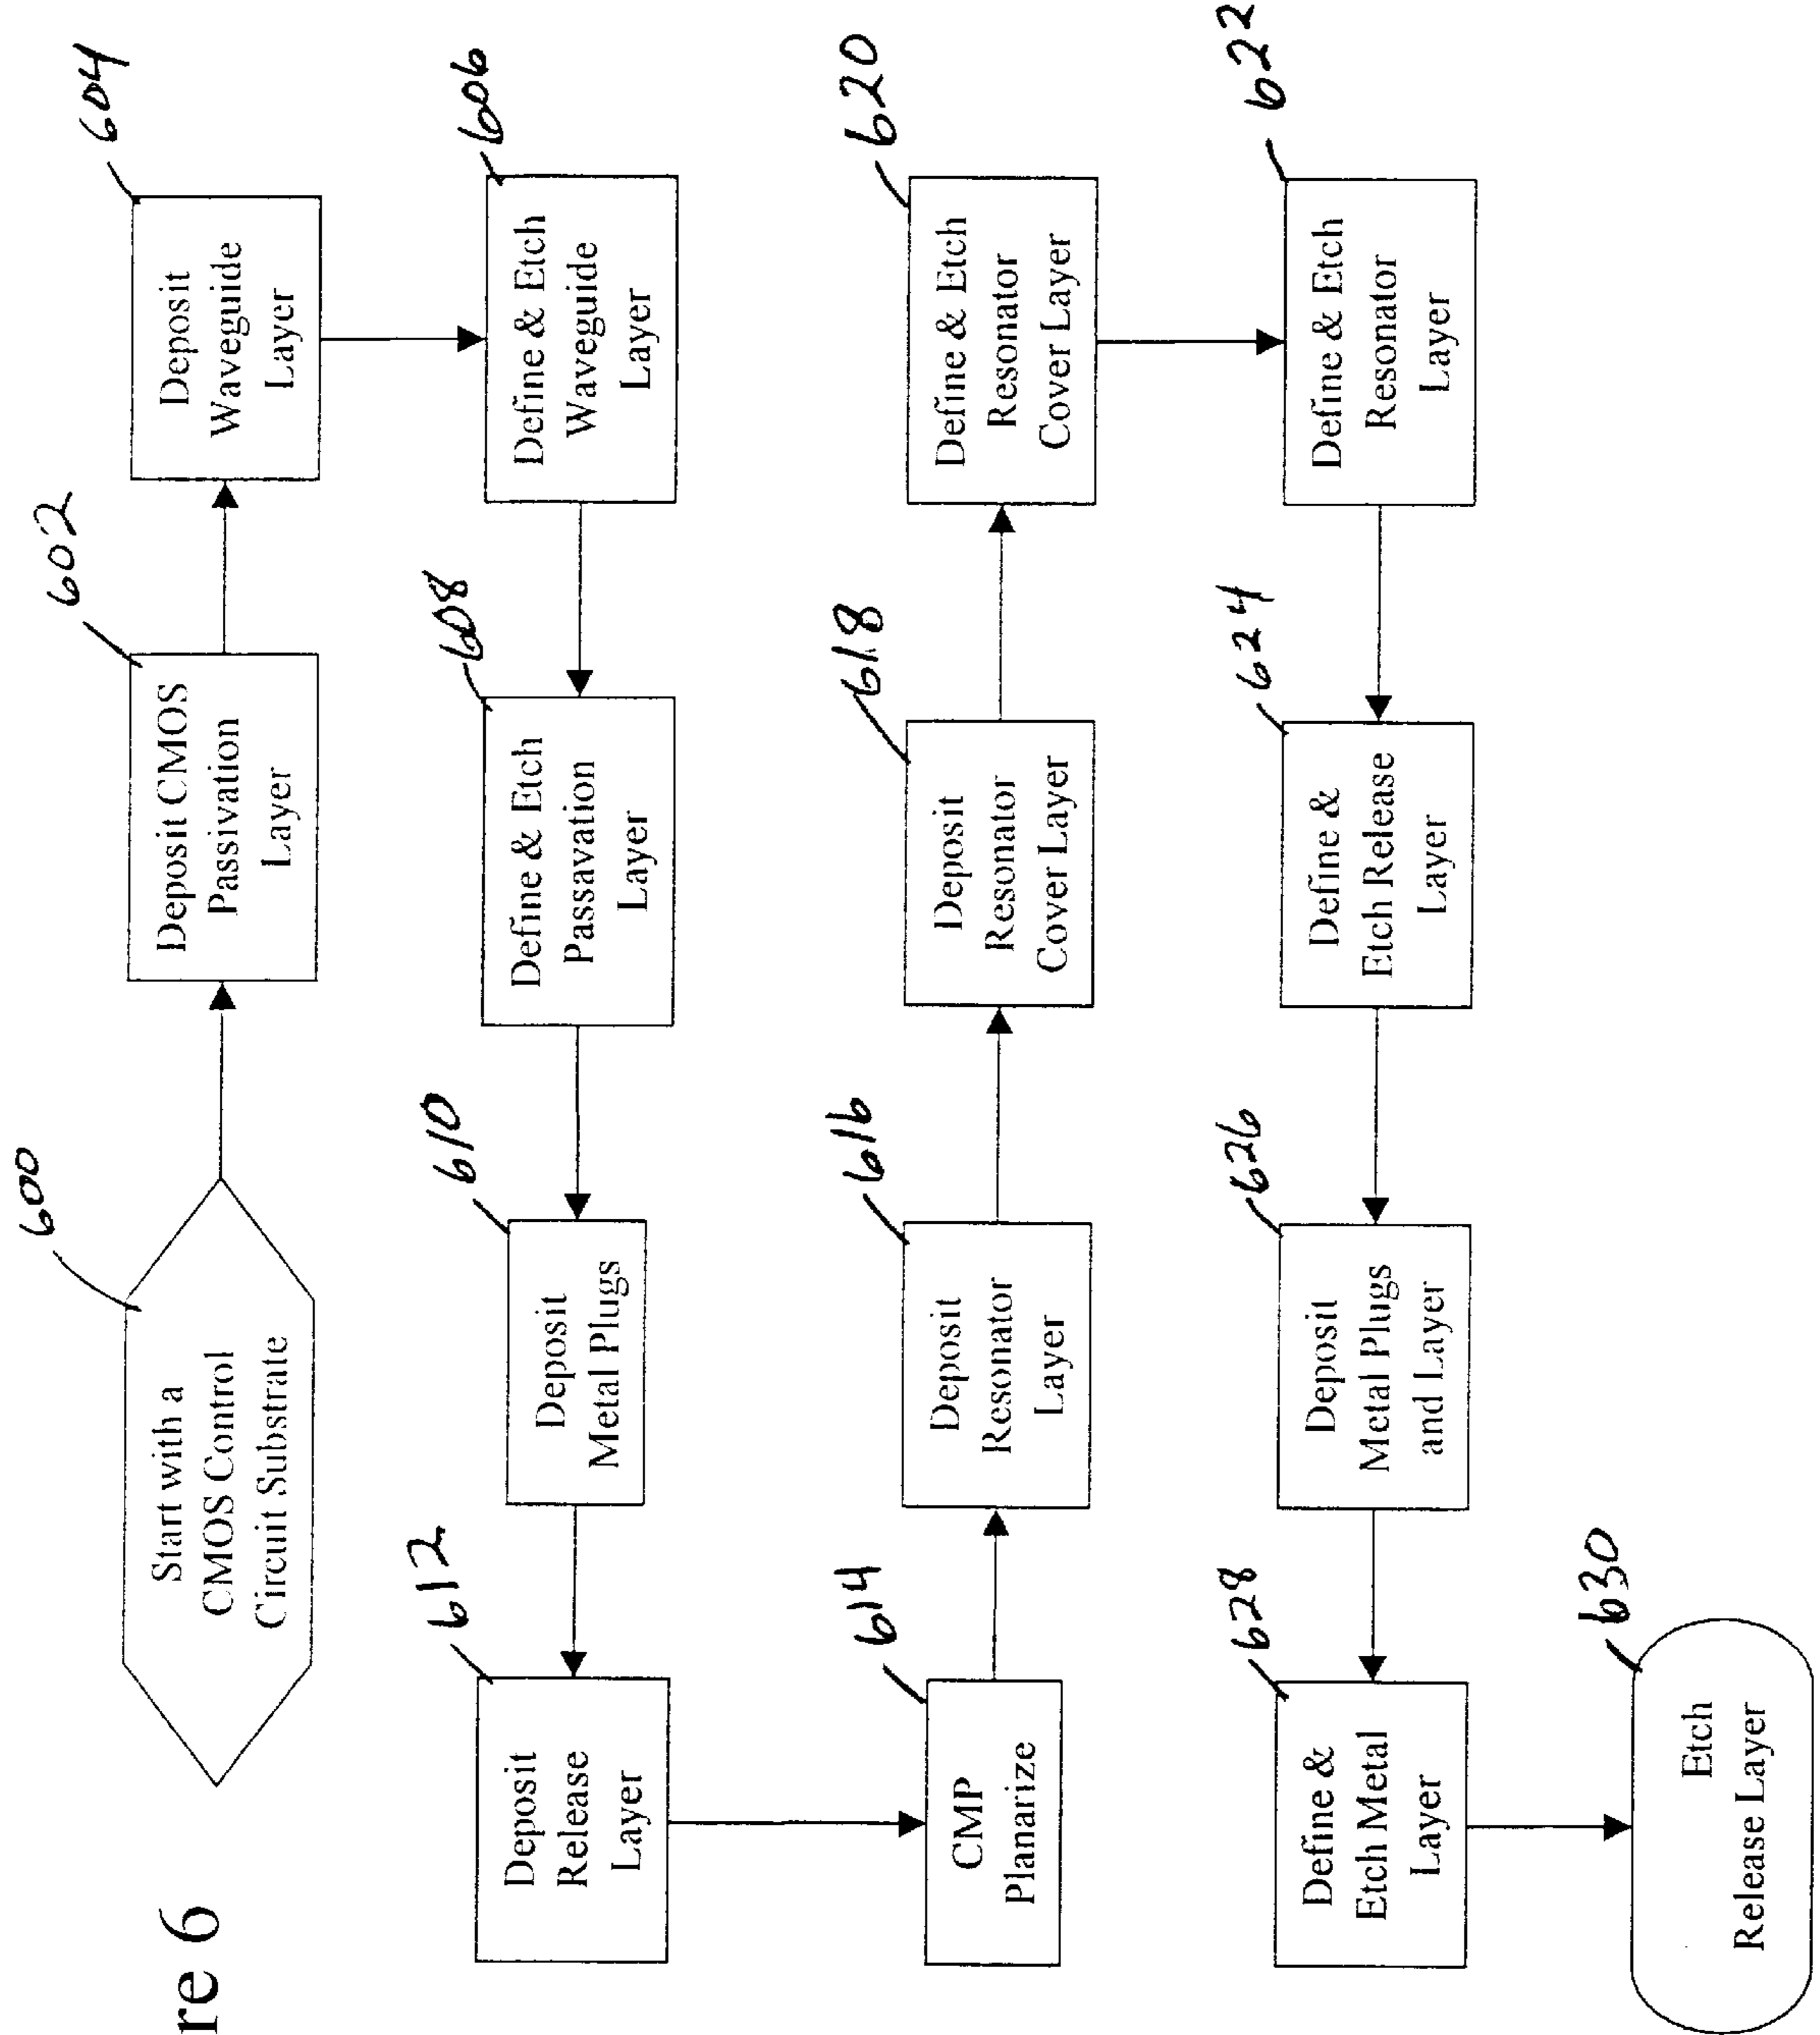 re 6
600
Start with a
CMOS Control
Circuit Substrate
602
Deposit CMOS
Passivation
Layer
604
Deposit
Waveguide
Layer
606
Define & Etch
Waveguide
Layer
608
Define & Etch
Passavation
Layer
610
Deposit
Metal Plugs
612
Deposit
Release
Layer
614
CMP
Planarize
616
Deposit
Resonator
Layer
618
Deposit
Resonator
Cover Layer
620
Define & Etch
Resonator
Cover Layer
622
Define & Etch
Resonator
Layer
624
Define &
Etch Release
Layer
626
Deposit
Metal Plugs
and Layer
628
Define &
Etch Metal
Layer
630
Etch
Release Layer